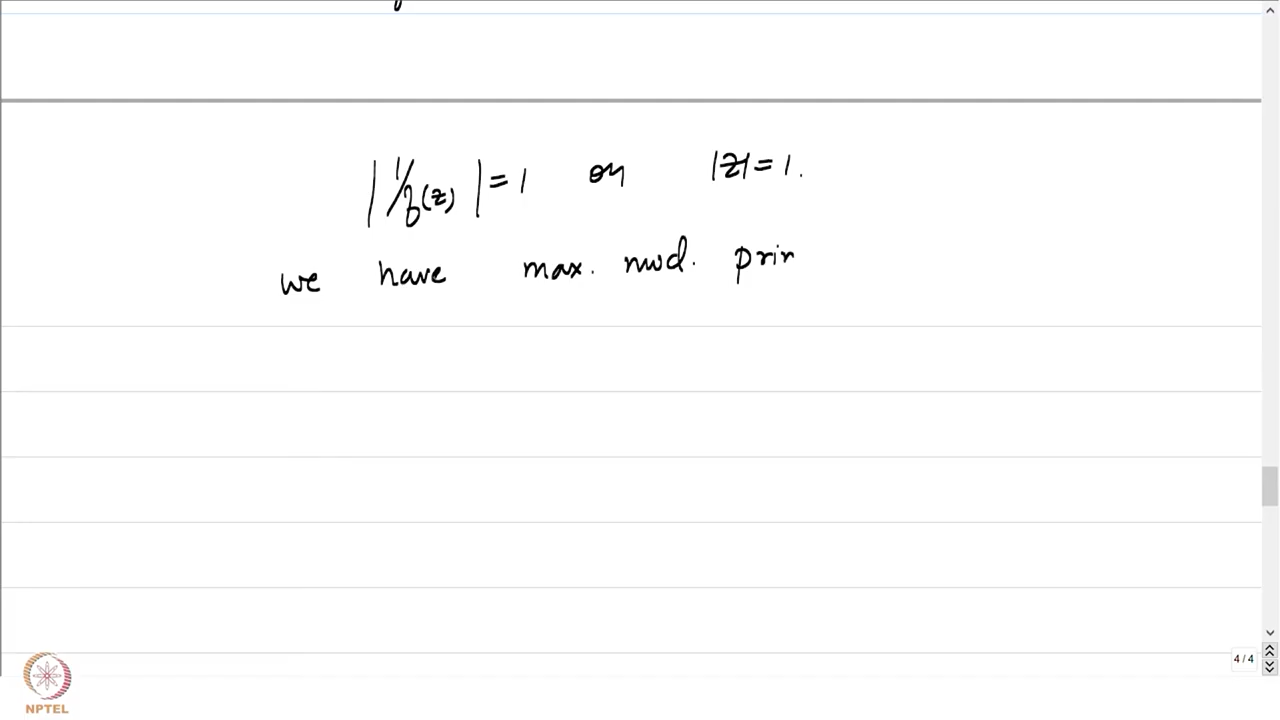 | 1/f(z) | = 1 on |z| = 1.
we have max. mod. prin
4 / 4
NPTEL